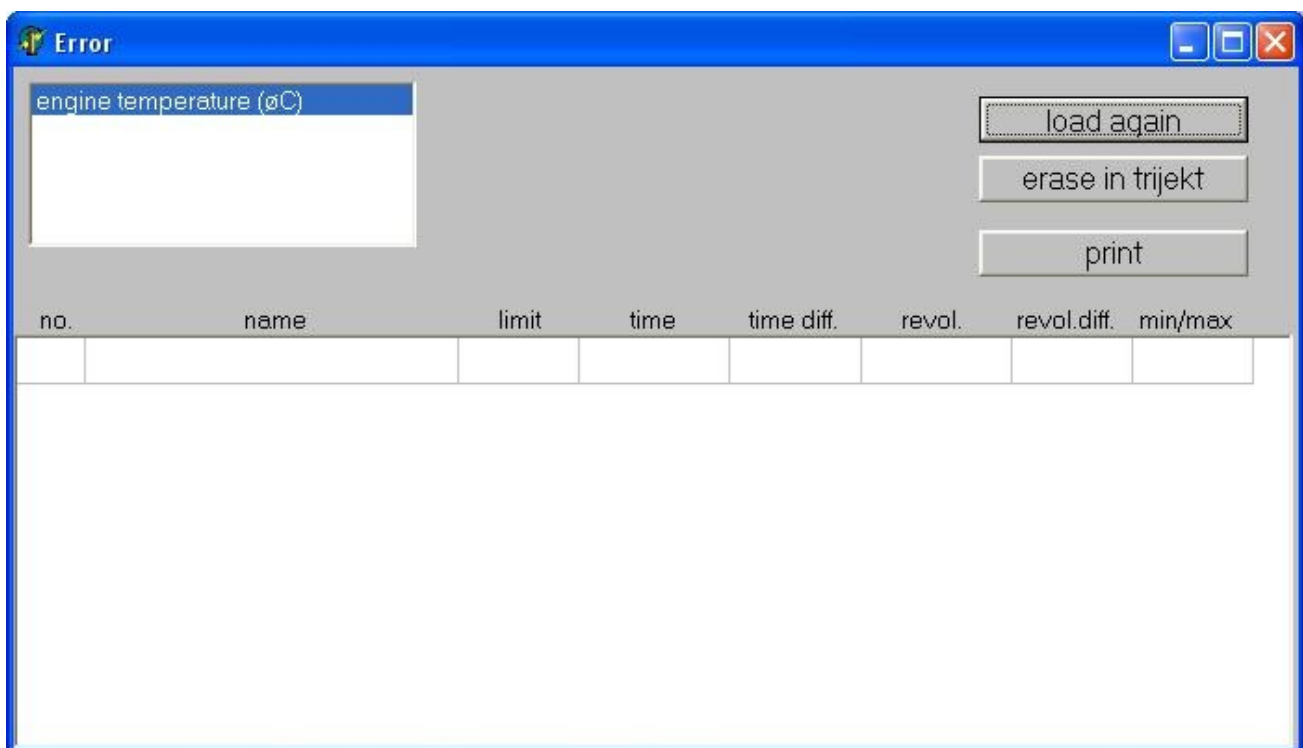 Error
engine temperature (øC)
load again
erase in trijekt
print
no. name limit time time diff. revol. revol.diff. min/max